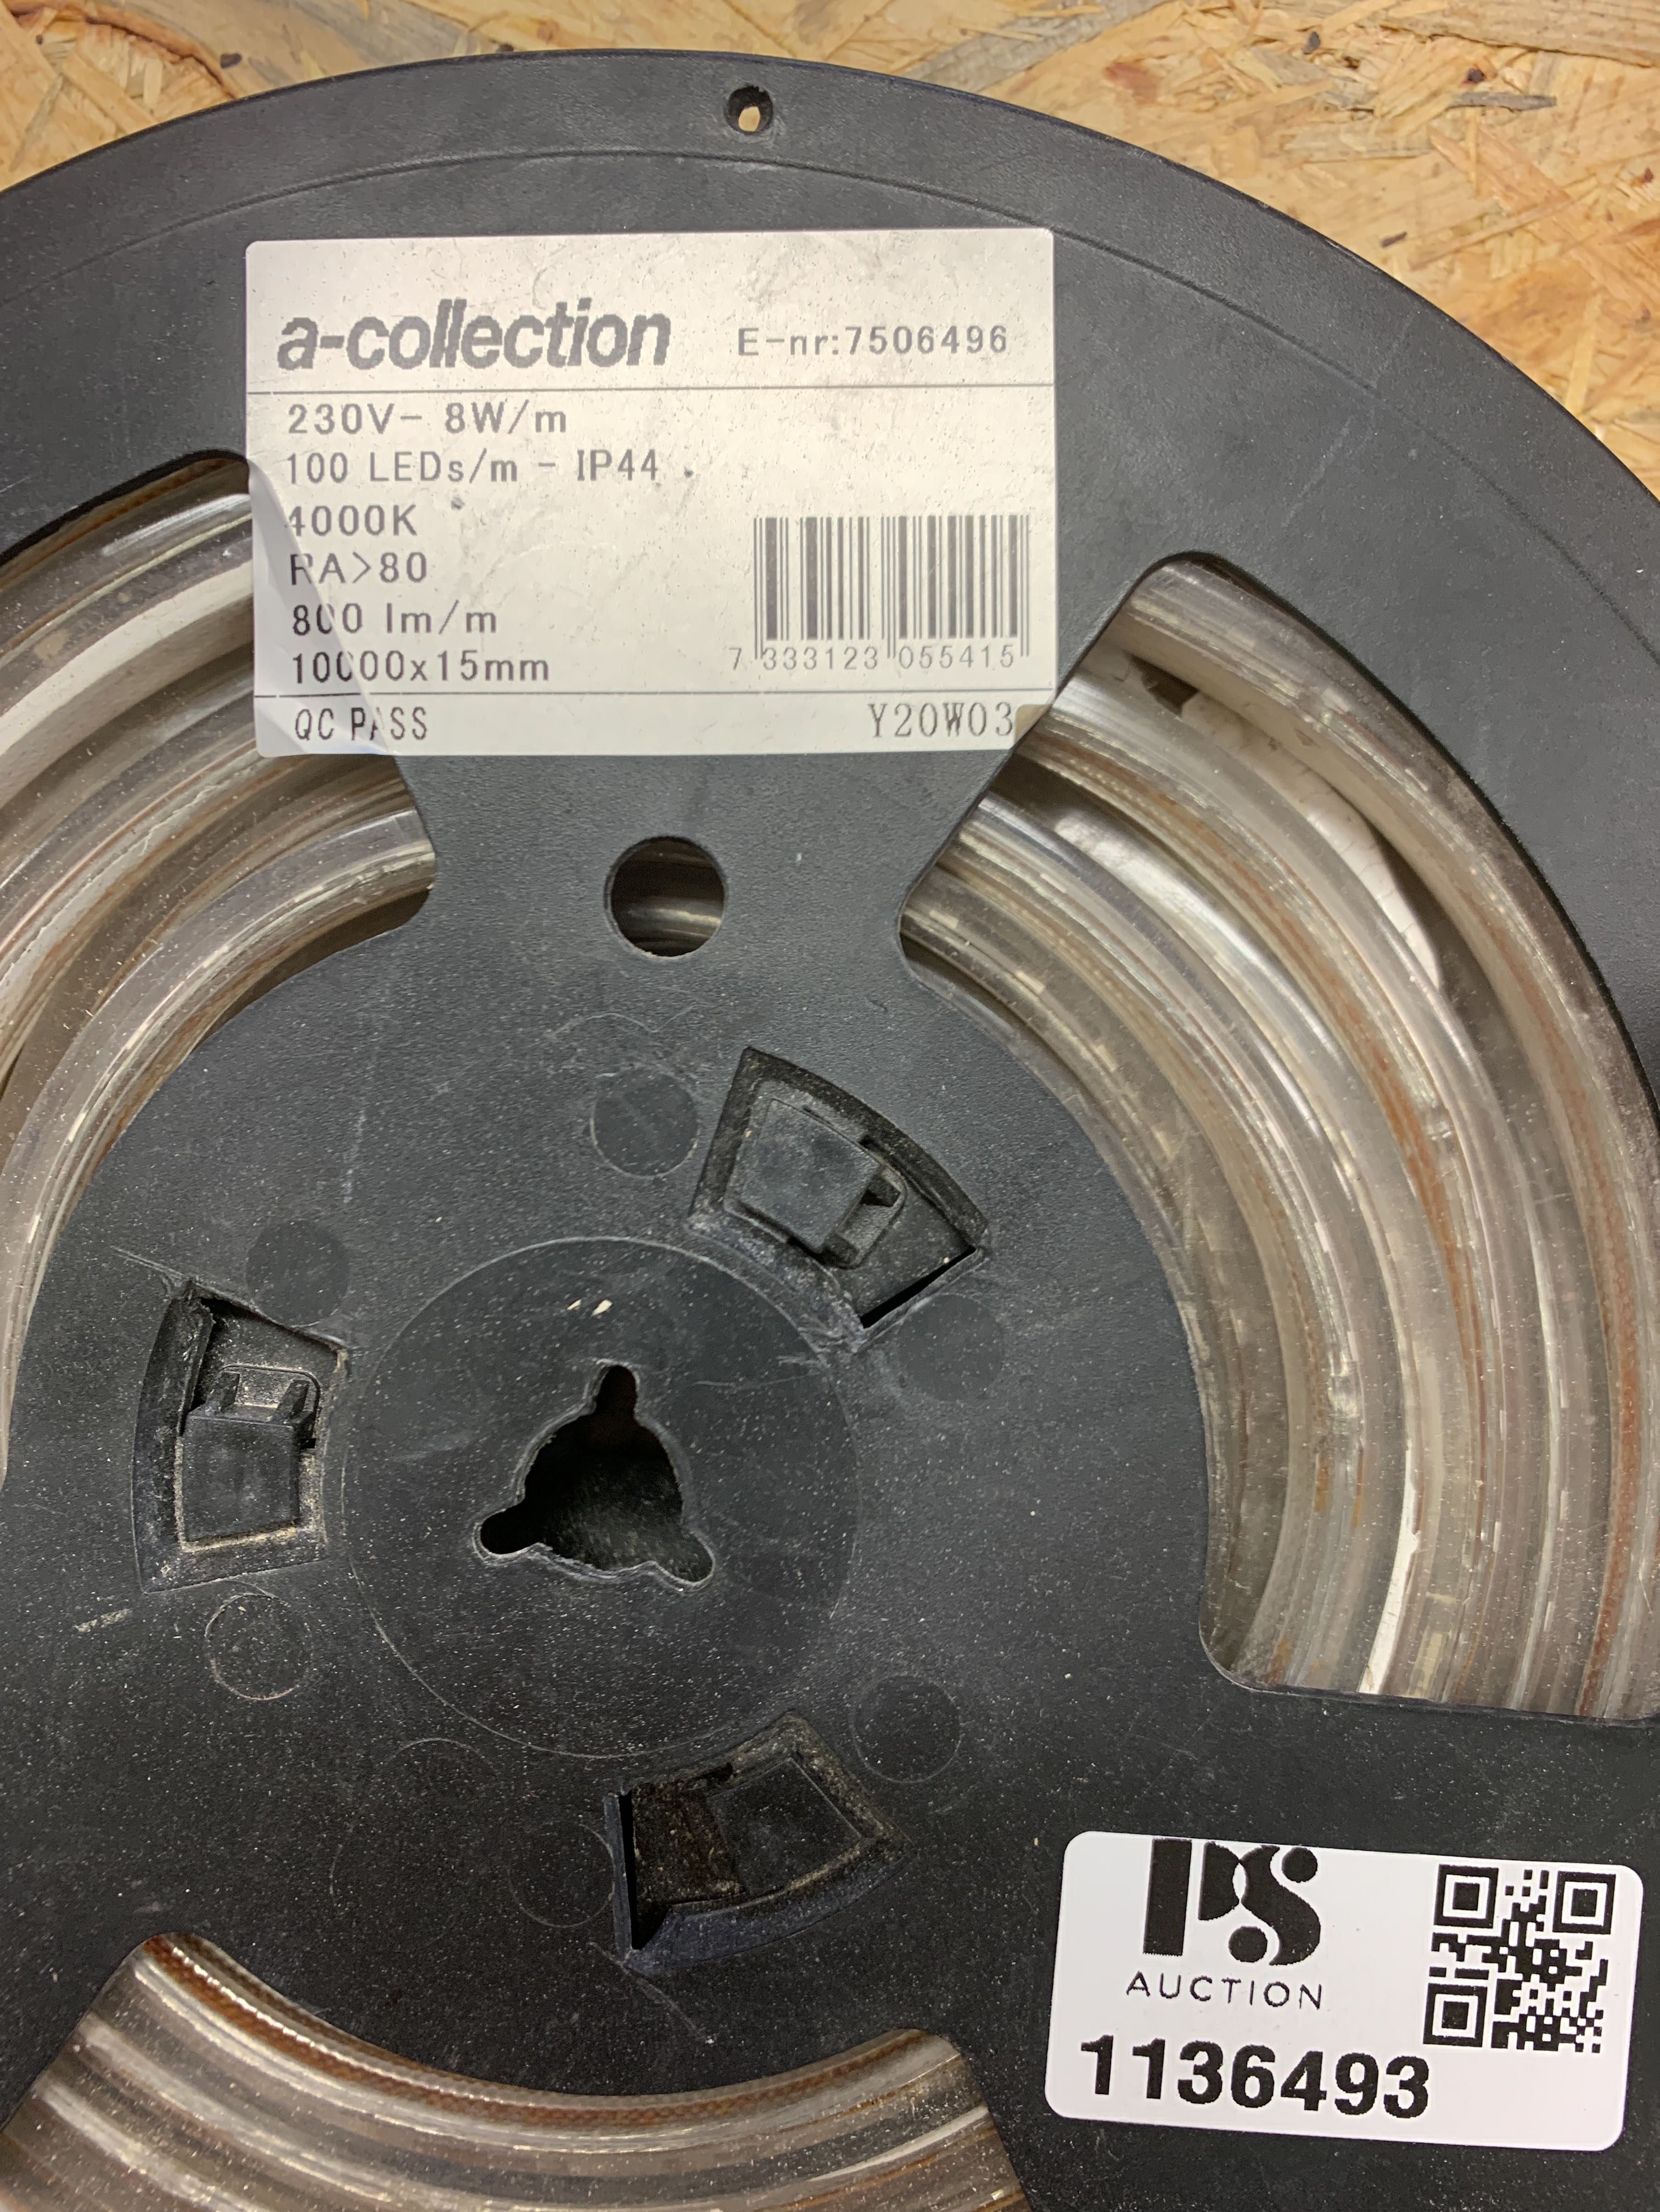 a-collection E-nr:7506496
230V- 8W/m
100 LEDs/m - IP44
4000K
RA>80
800 lm/m
10000x15mm
7 333123 055415
QC PASS Y20W03
PS
AUCTION
1136493